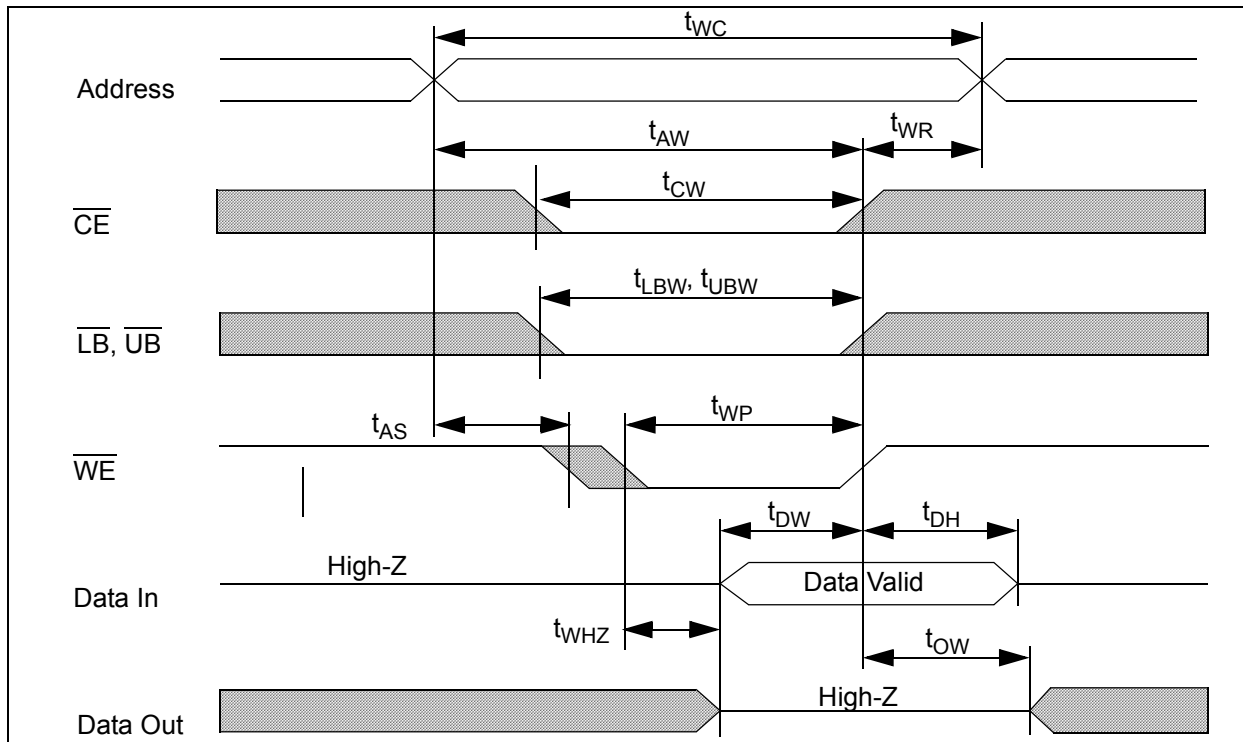 tWC
Address
tAW
tWR
tCW
CE
tLBW, tUBW
LB, UB
tWP
tAS
WE
tDW
tDH
High-Z
Data Valid
Data In
tWHZ
tOW
High-Z
Data Out